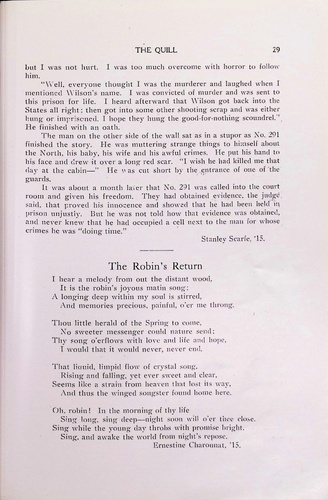 THE QUILL 29
but I was not hurt. I was too much overcome with horror to follow
him.
"Well, everyone thought I was the murderer and laughed when I
mentioned Wilson's name. I was convicted of murder and was sent to
this prison for life. I heard afterward that Wilson got back into the
States all right; then got into some other shooting scrap and was either
hung or imprisoned. I hope they hung the good-for-nothing scoundrel."
He finished with an oath.
The man on the other side of the wall sat as in a stupor as No. 291
finished the story. He was muttering strange things to himself about
the North, his baby, his wife and his awful crimes. He put his hand to
his face and drew it over a long red scar. "I wish he had killed me that
day at the cabin—" He was cut short by the entrance of one of the
guards.
It was about a month later that No. 291 was called into the court
room and given his freedom. They had obtained evidence, the judge
said, that proved his innocence and showed that he had been held in
prison unjustly. But he was not told how that evidence was obtained,
and never knew that he had occupied a cell next to the man for whose
crimes he was "doing time."
Stanley Searle, '15.
The Robin's Return
I hear a melody from out the distant wood,
It is the robin's joyous matin song;
A longing deep within my soul is stirred,
And memories precious, painful, o'er me throng.
Thou little herald of the Spring to come,
No sweeter messenger could nature send;
Thy song o'erflows with love and life and hope,
I would that it would never, never end.
That liquid, limpid flow of crystal song,
Rising and falling, yet ever sweet and clear,
Seems like a strain from heaven that lost its way,
And thus the winged songster found home here.
Oh, robin! In the morning of thy life
Sing long, sing deep—night soon will o'er thee close.
Sing while the young day throbs with promise bright.
Sing, and awake the world from night's repose.
Ernestine Charonnat, '15.